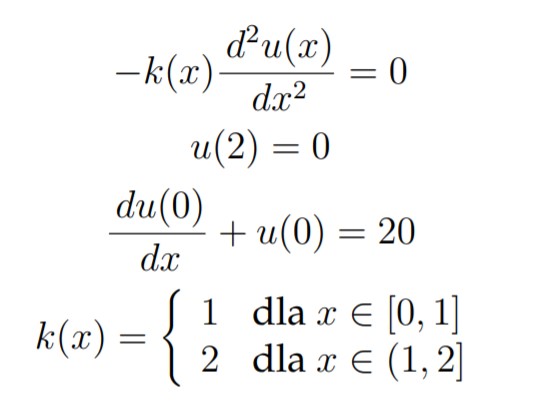 −k(x) d²u(x)/dx² = 0
u(2) = 0
du(0)/dx + u(0) = 20
k(x) = { 1 dla x ∈ [0, 1]
2 dla x ∈ (1, 2]